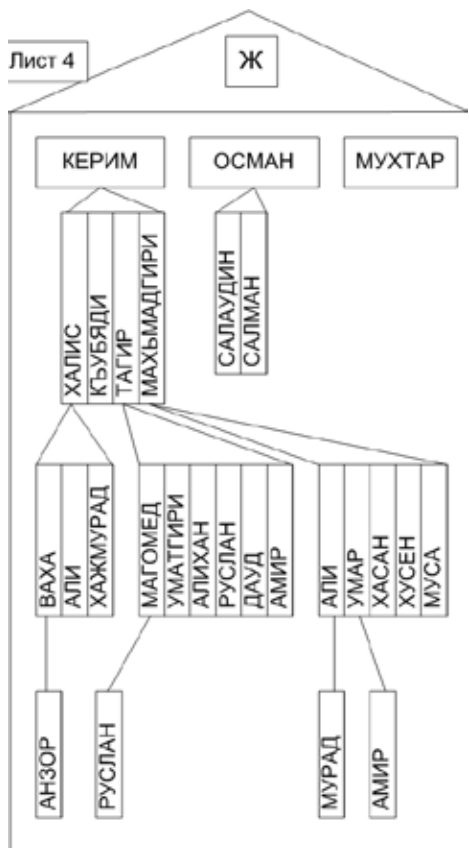 Лист 4
Ж
КЕРИМ
ОСМАН
МУХТАР
ХАЛИС
КЪУБЯДИ
ТАГИР
МАХЬМАДГИРИ
САЛАУДИН
САЛМАН
ВАХА
АЛИ
ХАЖМУРАД
МАГОМЕД
УМАТГИРИ
АЛИХАН
РУСЛАН
ДАУД
АМИР
АЛИ
УМАР
ХАСАН
ХУСЕН
МУСА
АНЗОР
РУСЛАН
МУРАД
АМИР